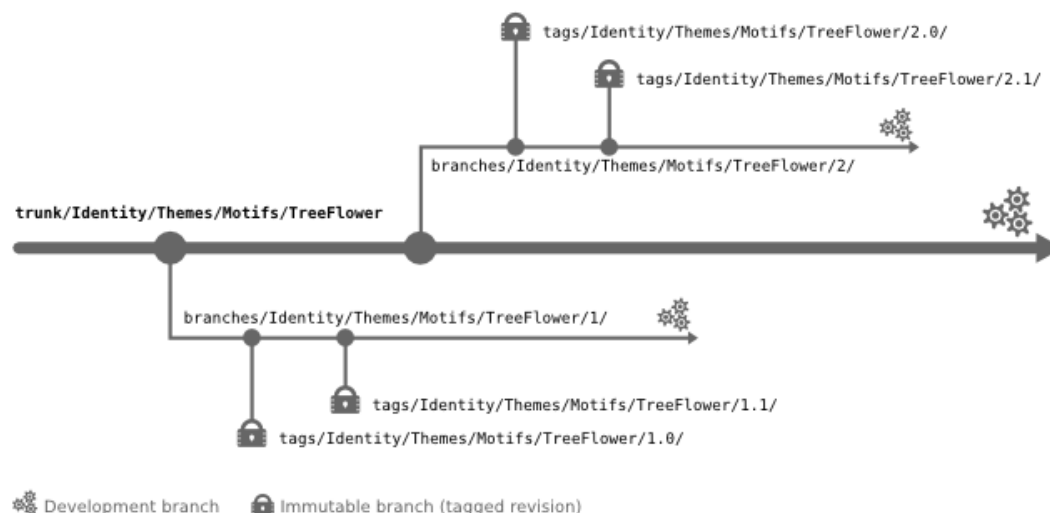 tags/Identity/Themes/Motifs/TreeFlower/2.0/
tags/Identity/Themes/Motifs/TreeFlower/2.1/
branches/Identity/Themes/Motifs/TreeFlower/2/
trunk/Identity/Themes/Motifs/TreeFlower
branches/Identity/Themes/Motifs/TreeFlower/1/
tags/Identity/Themes/Motifs/TreeFlower/1.1/
tags/Identity/Themes/Motifs/TreeFlower/1.0/
Development branch
Immutable branch (tagged revision)